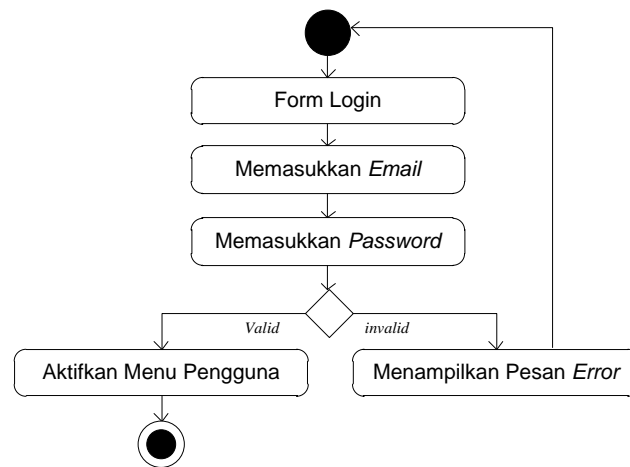 Form Login
Memasukkan Email
Memasukkan Password
Valid
invalid
Aktifkan Menu Pengguna
Menampilkan Pesan Error